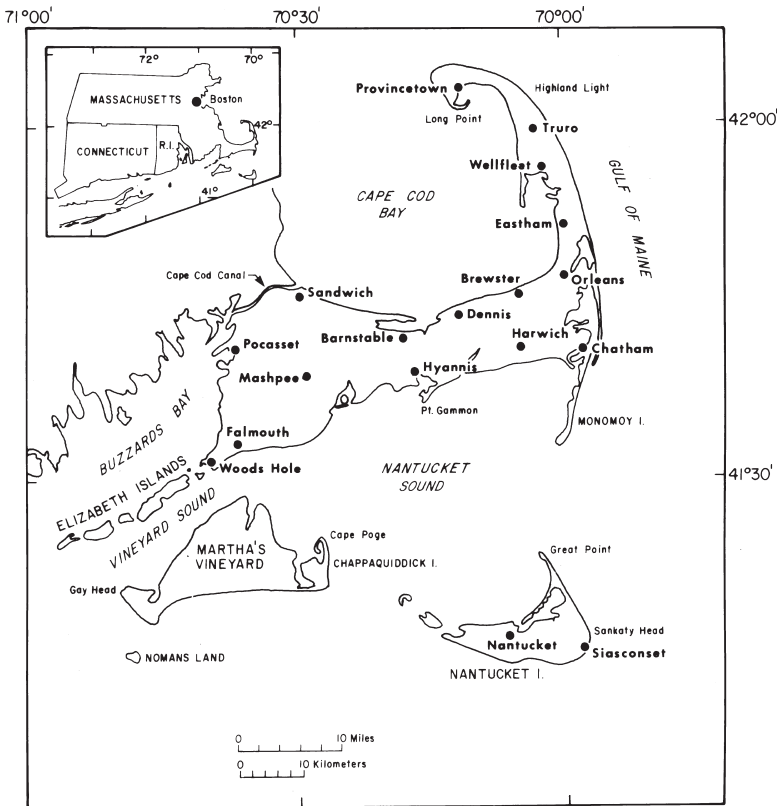 71°00'
70°30'
70°00'
72°
70°
MASSACHUSETTS
Boston
42°
CONNECTICUT
R.I.
41°
Provincetown
Highland Light
Long Point
42°00'
Truro
Wellfleet
CAPE COD
BAY
GULF OF MAINE
Eastham
Cape Cod Canal
Sandwich
Brewster
Orleans
Dennis
Barnstable
Harwich
Chatham
Pocasset
Hyannis
Mashpee
Pt. Gammon
MONOMOY I.
BUZZARDS BAY
Falmouth
Woods Hole
NANTUCKET
SOUND
41°30'
ELIZABETH ISLANDS
VINEYARD SOUND
MARTHA'S
VINEYARD
Cape Poge
CHAPPAQUIDDICK I.
Great Point
Gay Head
Sankaty Head
Nantucket
Siasconset
NOMANS LAND
NANTUCKET I.
0 10 Miles
0 10 Kilometers